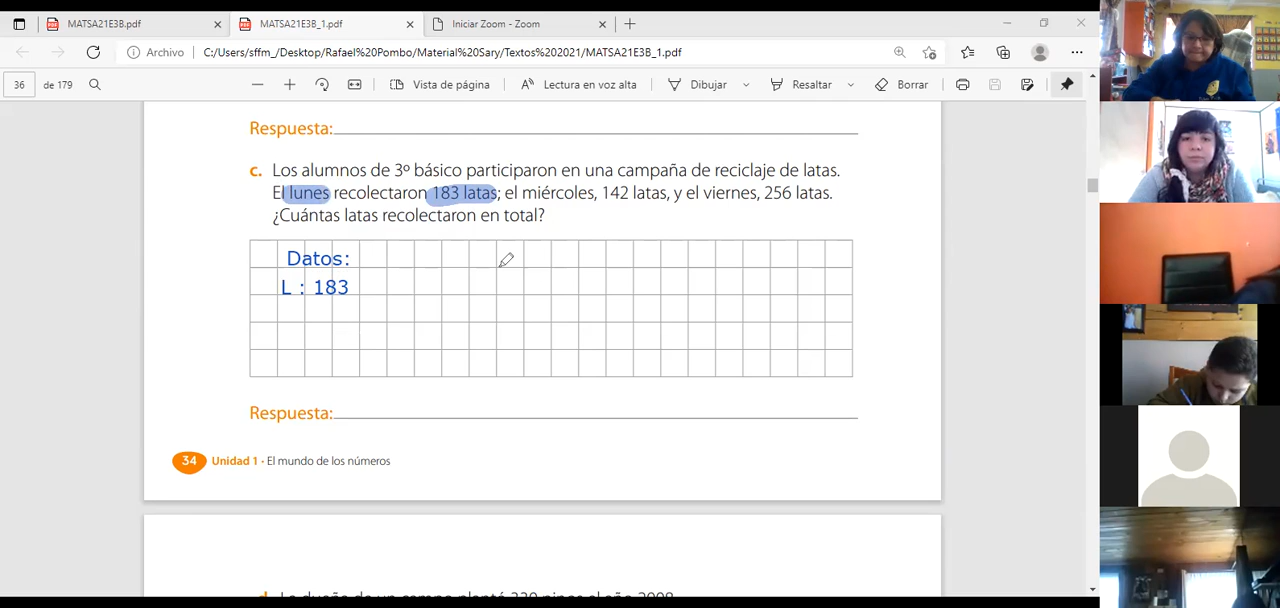 MATSA21E3B.pdf
MATSA21E3B_1.pdf
Iniciar Zoom - Zoom
Archivo
C:/Users/sffm_/Desktop/Rafael%20Pombo/Material%20Sary/Textos%202021/MATSA21E3B_1.pdf
36 de 179
Vista de página
Lectura en voz alta
Dibujar
Resaltar
Borrar
Respuesta:
c. Los alumnos de 3º básico participaron en una campaña de reciclaje de latas.
El lunes recolectaron 183 latas; el miércoles, 142 latas, y el viernes, 256 latas.
¿Cuántas latas recolectaron en total?
Datos:
L : 183
Respuesta:
34 Unidad 1 • El mundo de los números